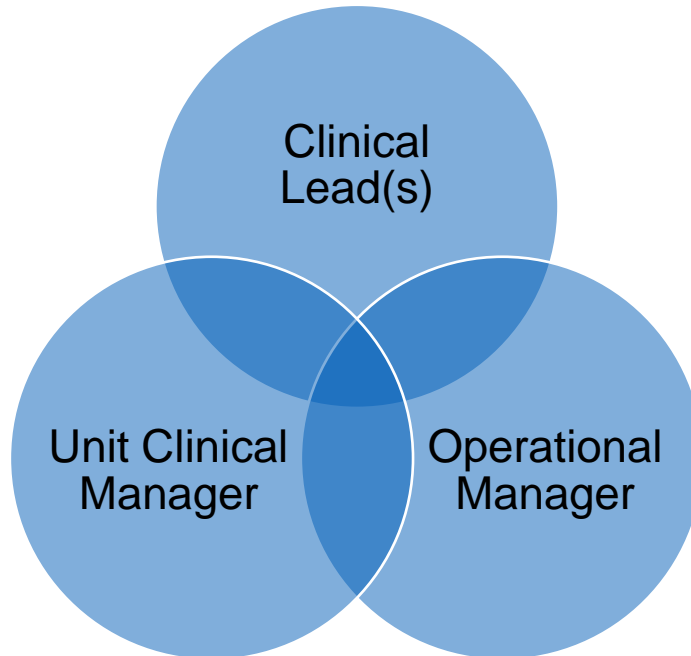 Clinical
Lead(s)
Unit Clinical
Manager
Operational
Manager